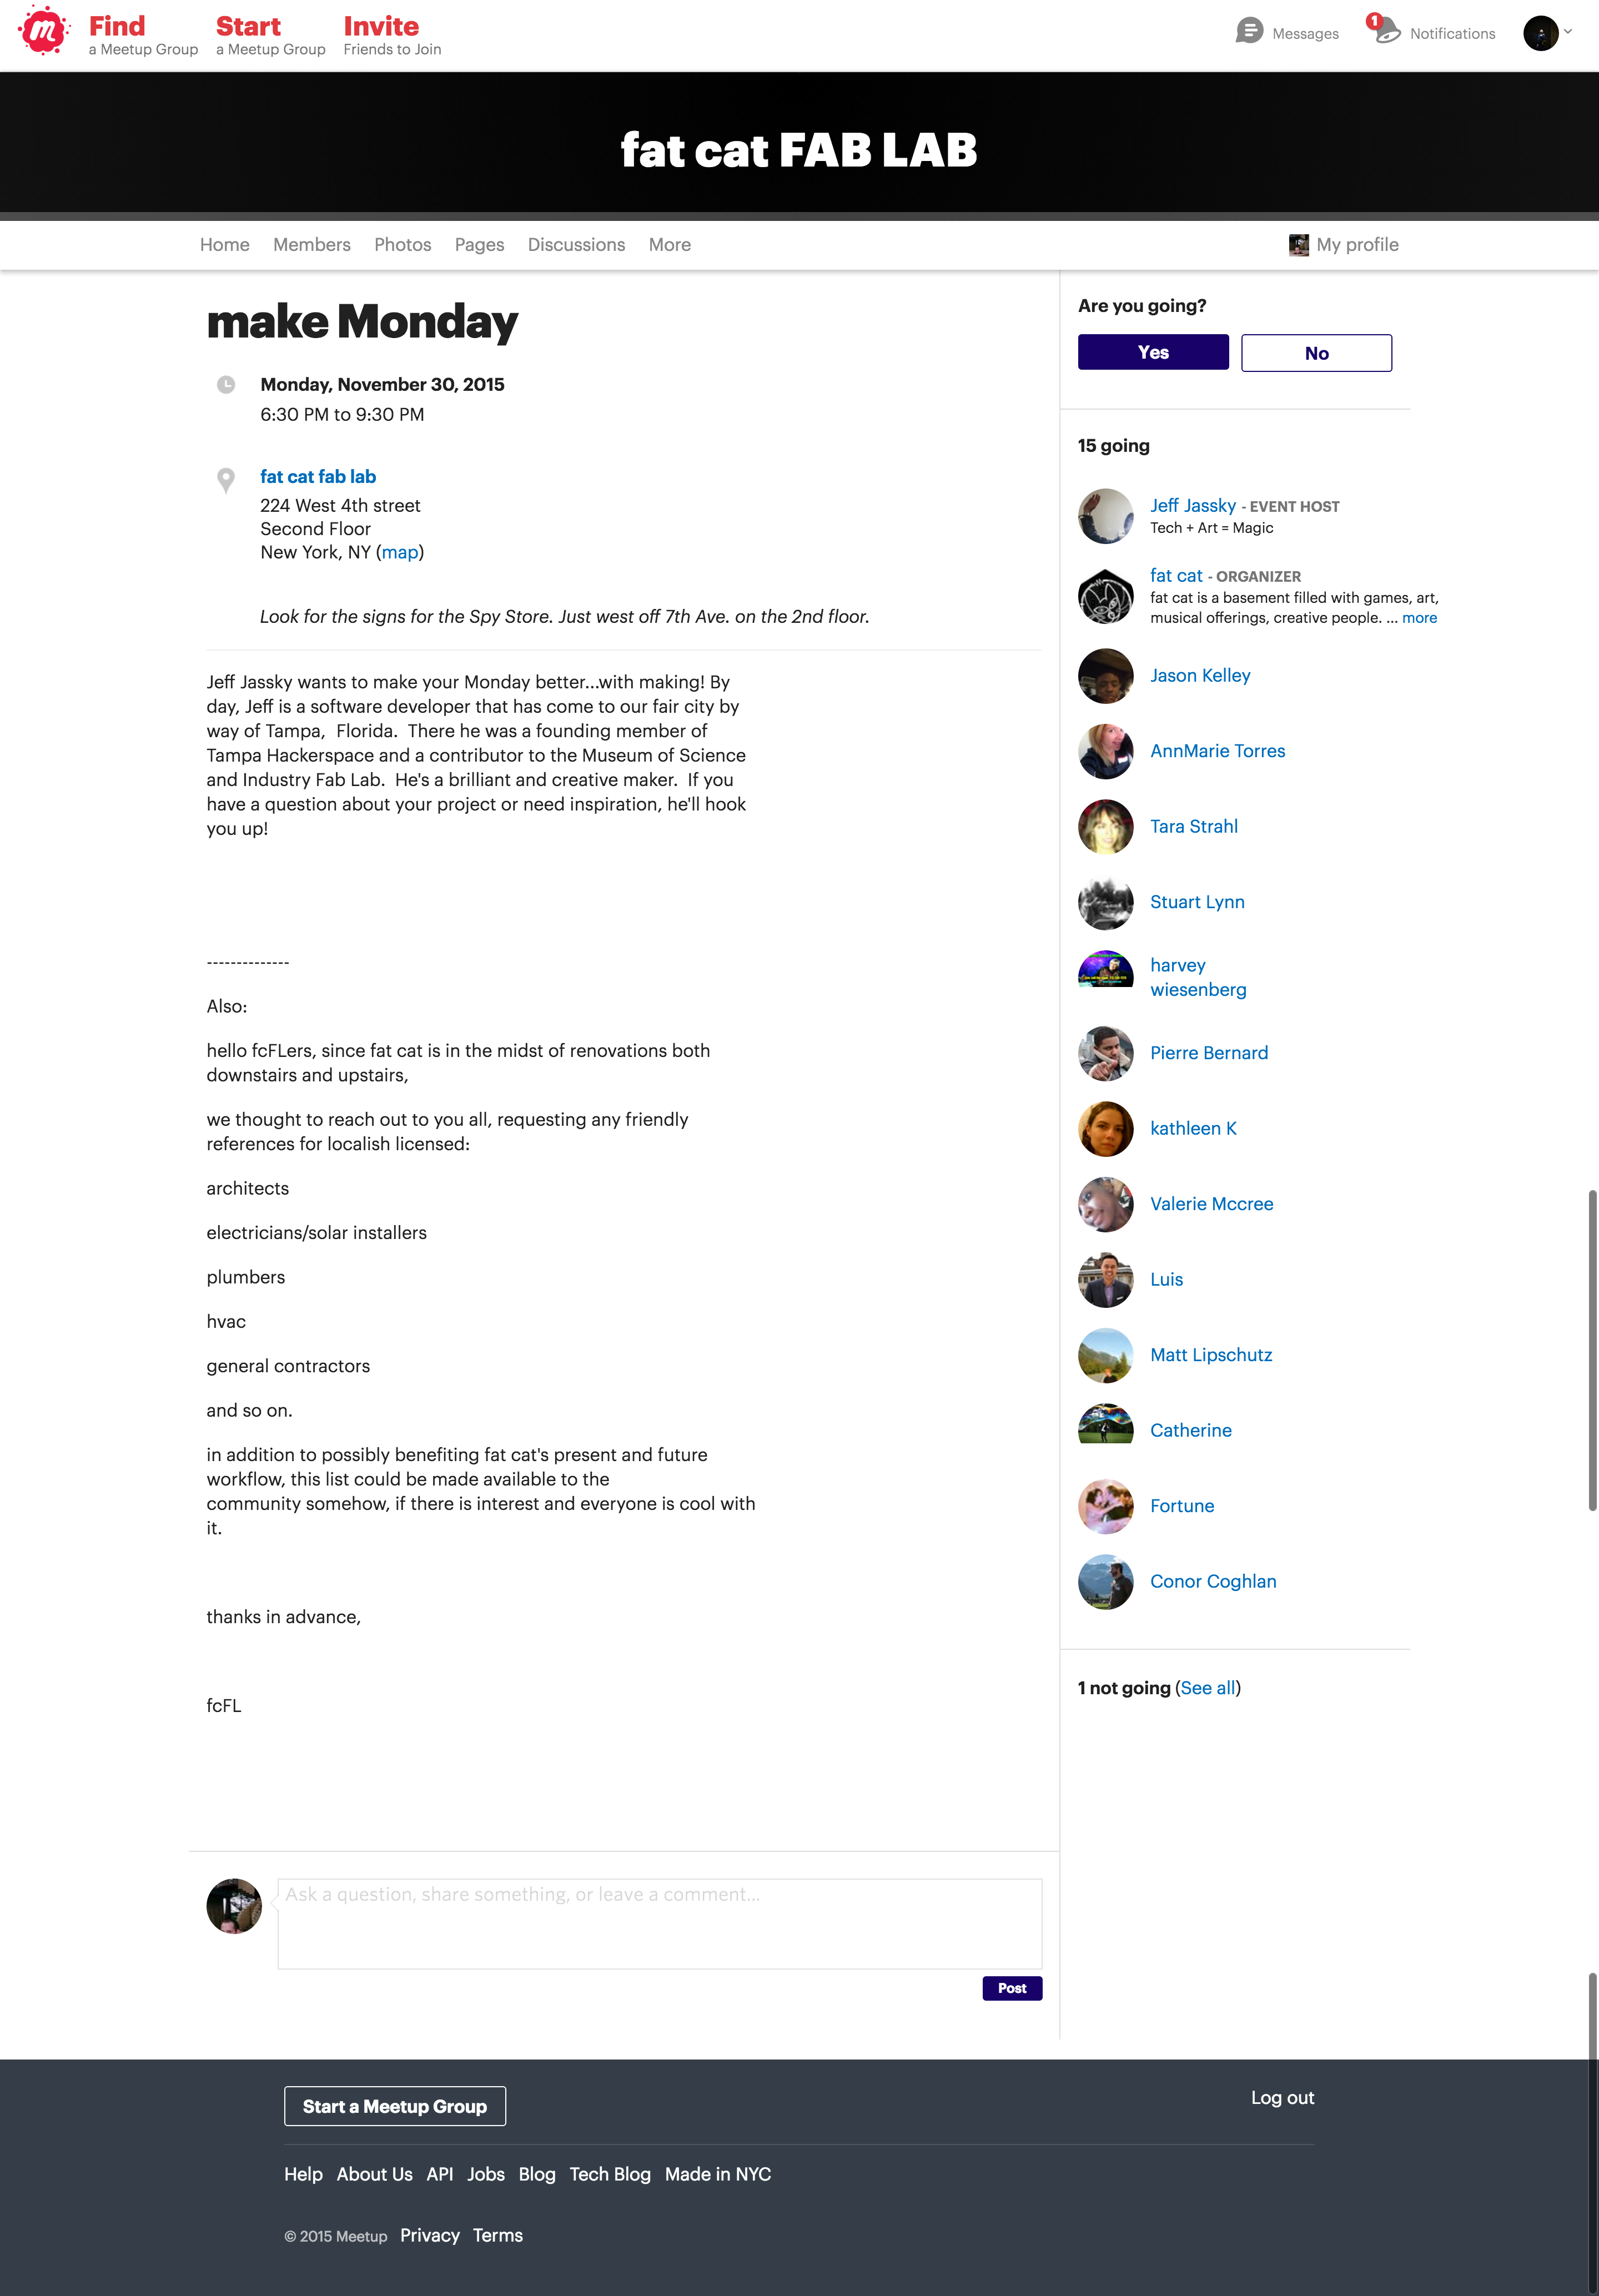 Find
a Meetup Group
Start
a Meetup Group
Invite
Friends to Join
Messages
1
Notifications
fat cat FAB LAB
Home Members Photos Pages Discussions More
My profile
make Monday
Monday, November 30, 2015
6:30 PM to 9:30 PM
fat cat fab lab
224 West 4th street
Second Floor
New York, NY (map)
Look for the signs for the Spy Store. Just west off 7th Ave. on the 2nd floor.
Jeff Jassky wants to make your Monday better...with making! By
day, Jeff is a software developer that has come to our fair city by
way of Tampa,  Florida.  There he was a founding member of
Tampa Hackerspace and a contributor to the Museum of Science
and Industry Fab Lab.  He's a brilliant and creative maker.  If you
have a question about your project or need inspiration, he'll hook
you up!
--------------
Also:
hello fcFLers, since fat cat is in the midst of renovations both
downstairs and upstairs,
we thought to reach out to you all, requesting any friendly
references for localish licensed:
architects
electricians/solar installers
plumbers
hvac
general contractors
and so on.
in addition to possibly benefiting fat cat's present and future
workflow, this list could be made available to the
community somehow, if there is interest and everyone is cool with
it.
thanks in advance,
fcFL
Ask a question, share something, or leave a comment...
Post
Are you going?
Yes
No
15 going
Jeff Jassky - EVENT HOST
Tech + Art = Magic
fat cat - ORGANIZER
fat cat is a basement filled with games, art,
musical offerings, creative people. ... more
Jason Kelley
AnnMarie Torres
Tara Strahl
Stuart Lynn
harvey
wiesenberg
Pierre Bernard
kathleen K
Valerie Mccree
Luis
Matt Lipschutz
Catherine
Fortune
Conor Coghlan
1 not going (See all)
Start a Meetup Group
Log out
Help About Us API Jobs Blog Tech Blog Made in NYC
© 2015 Meetup Privacy Terms